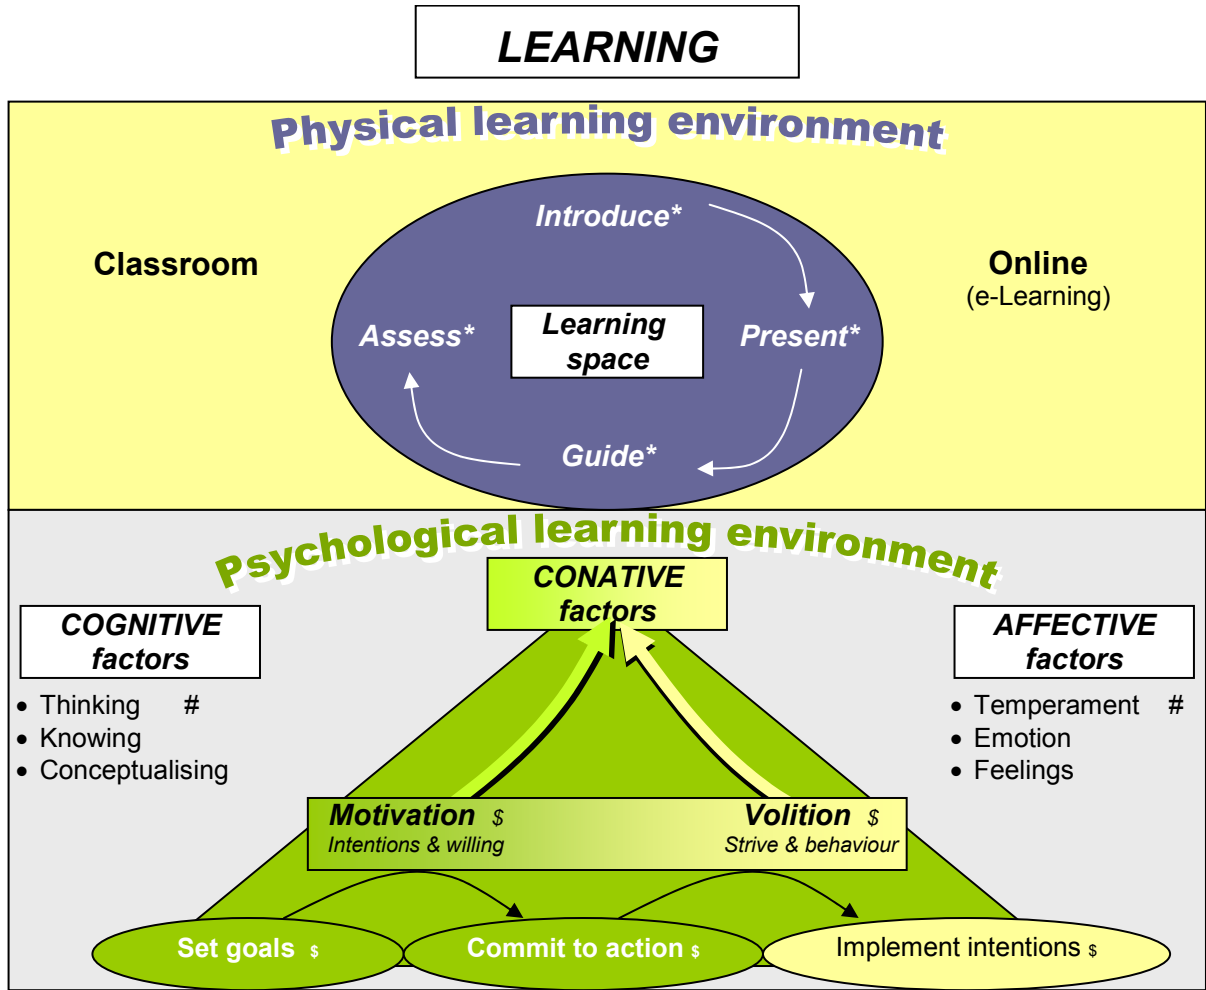 LEARNING
Physical learning environment
Introduce*
Classroom
Online
(e-Learning)
Assess*
Learning
space
Present*
Guide*
Psychological learning environment
CONATIVE
factors
COGNITIVE
factors
• Thinking #
• Knowing
• Conceptualising
AFFECTIVE
factors
• Temperament #
• Emotion
• Feelings
Motivation $
Intentions & willing
Volition $
Strive & behaviour
Set goals $
Commit to action $
Implement intentions $